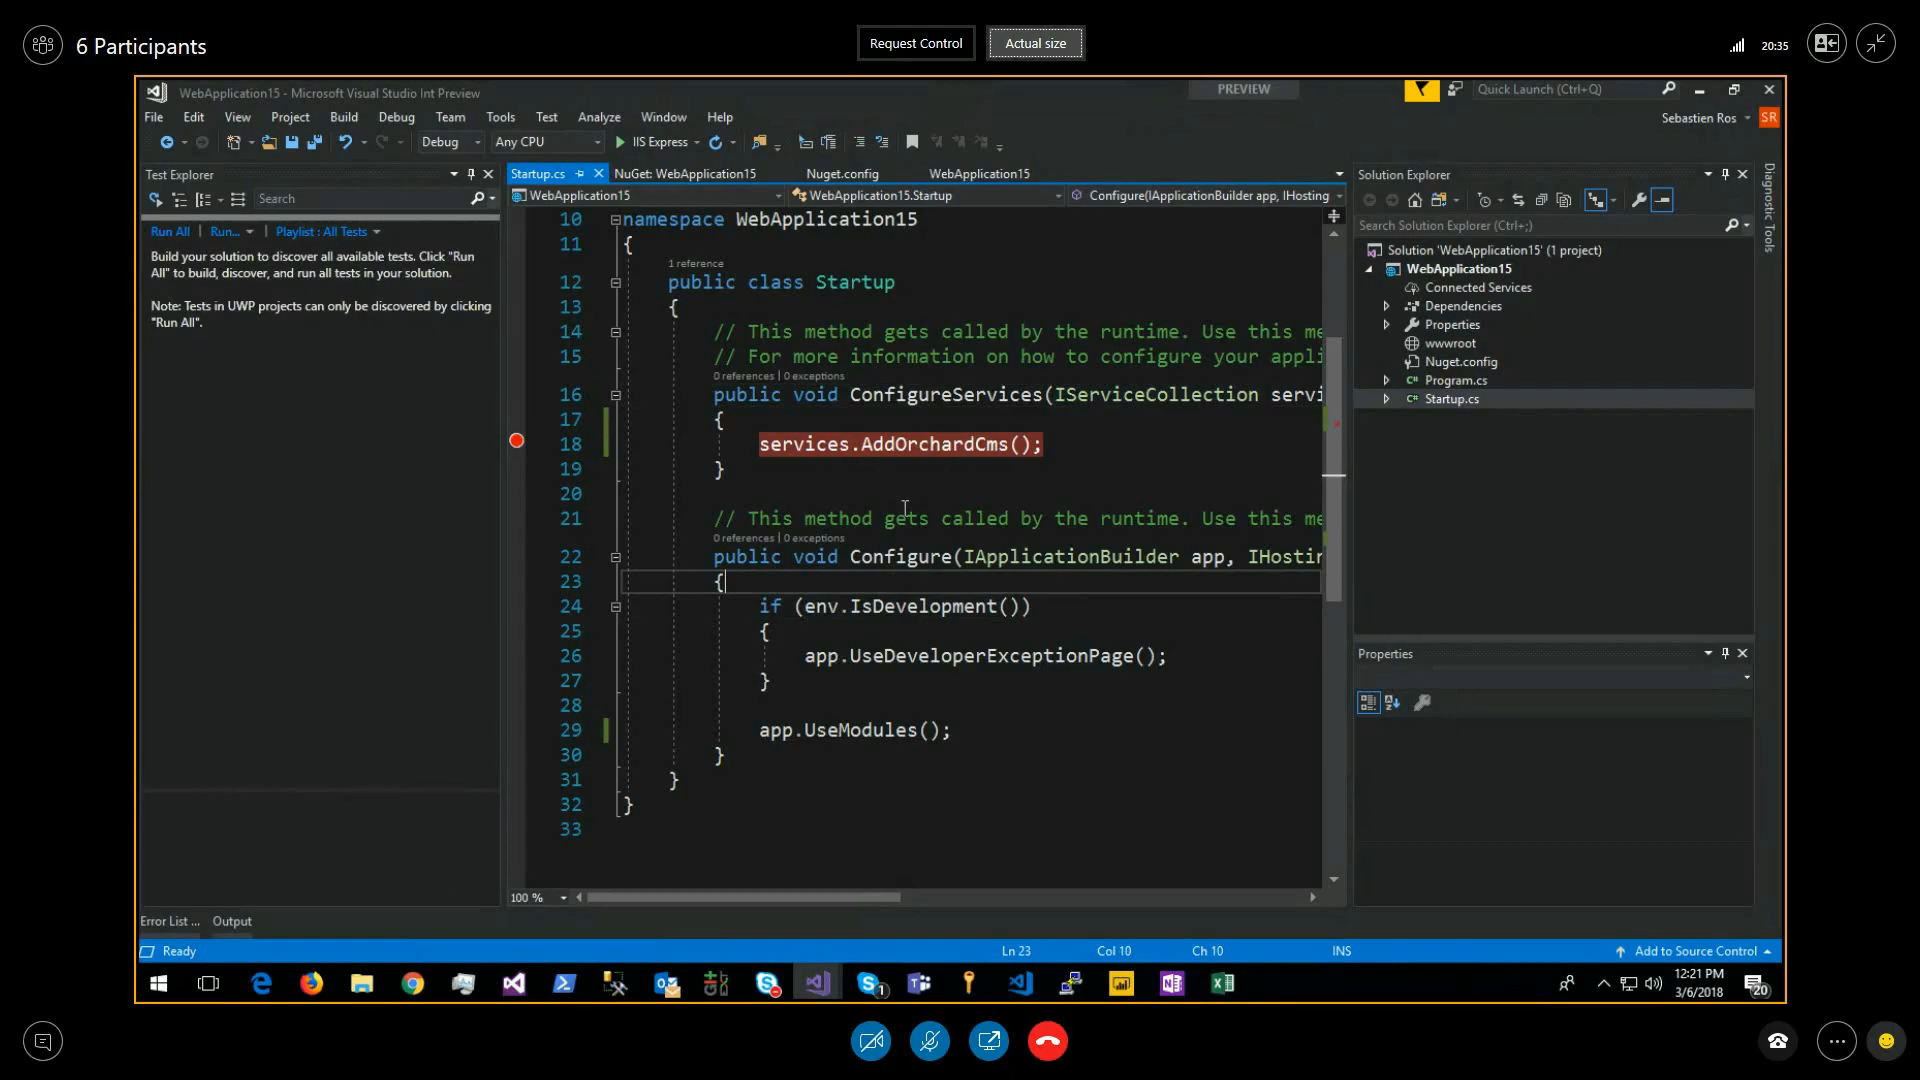 6 Participants
Request Control
Actual size
20:35
WebApplication15 - Microsoft Visual Studio Int Preview
PREVIEW
Quick Launch (Ctrl+Q)
File Edit View Project Build Debug Team Tools Test Analyze Window Help
Sebastien Ros
SR
Debug
Any CPU
IIS Express
Test Explorer
Search
Run All | Run... | Playlist : All Tests
Build your solution to discover all available tests. Click "Run
All" to build, discover, and run all tests in your solution.
Note: Tests in UWP projects can only be discovered by clicking
"Run All".
Startup.cs
NuGet: WebApplication15
Nuget.config
WebApplication15
WebApplication15
WebApplication15.Startup
Configure(IApplicationBuilder app, IHosting
10 namespace WebApplication15
11 {
1 reference
12 public class Startup
13 {
14 // This method gets called by the runtime. Use this me
15 // For more information on how to configure your appli
0 references | 0 exceptions
16 public void ConfigureServices(IServiceCollection servi
17 {
18 services.AddOrchardCms();
19 }
20
21 // This method gets called by the runtime. Use this me
0 references | 0 exceptions
22 public void Configure(IApplicationBuilder app, IHostin
23 {
24 if (env.IsDevelopment())
25 {
26 app.UseDeveloperExceptionPage();
27 }
28
29 app.UseModules();
30 }
31 }
32 }
33
100 %
Solution Explorer
Search Solution Explorer (Ctrl+;)
Solution 'WebApplication15' (1 project)
WebApplication15
Connected Services
Dependencies
Properties
wwwroot
Nuget.config
C# Program.cs
C# Startup.cs
Properties
Diagnostic Tools
Error List ...
Output
Ready
Ln 23
Col 10
Ch 10
INS
Add to Source Control
12:21 PM
3/6/2018
20